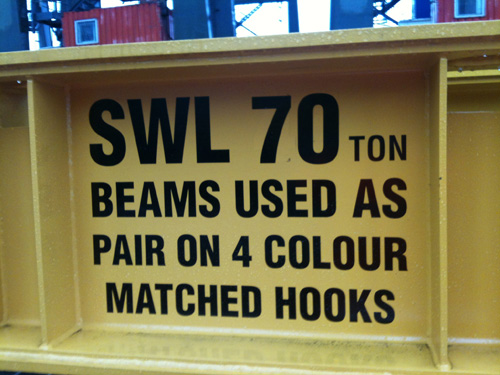 SWL 70 TON
BEAMS USED AS
PAIR ON 4 COLOUR
MATCHED HOOKS